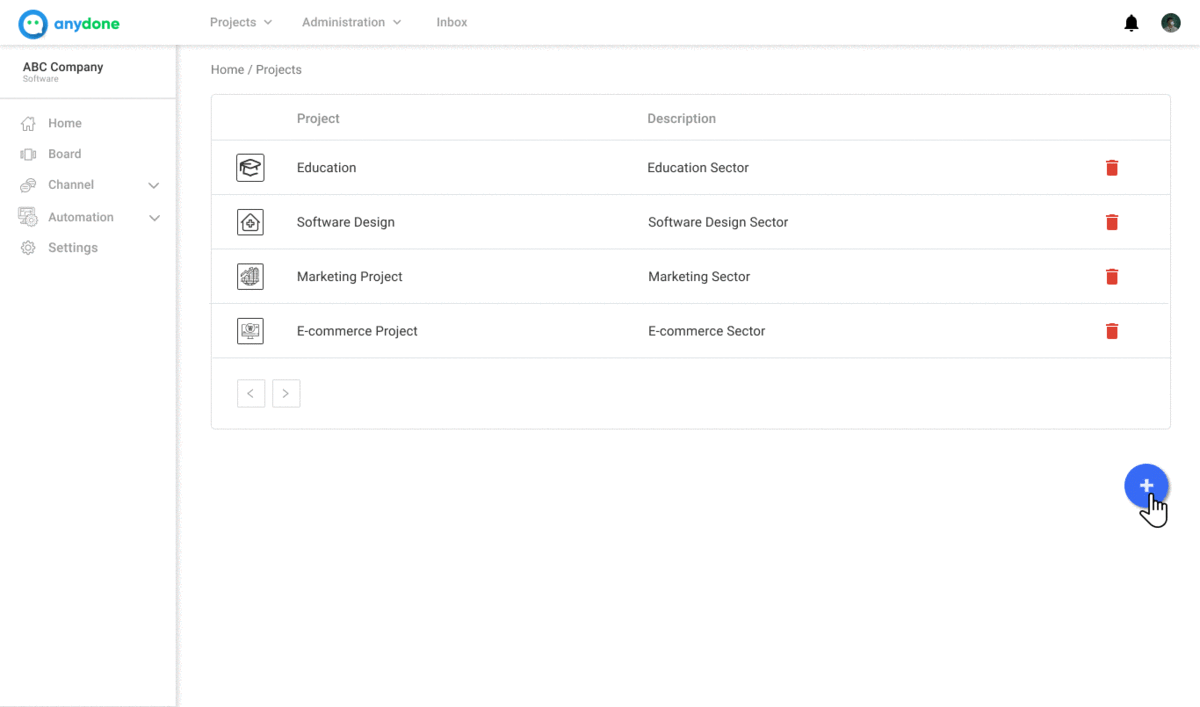 anydone
Projects Administration Inbox
ABC Company
Software
Home
Board
Channel
Automation
Settings
Home / Projects
Project Description
Education Education Sector
Software Design Software Design Sector
Marketing Project Marketing Sector
E-commerce Project E-commerce Sector
< >
+